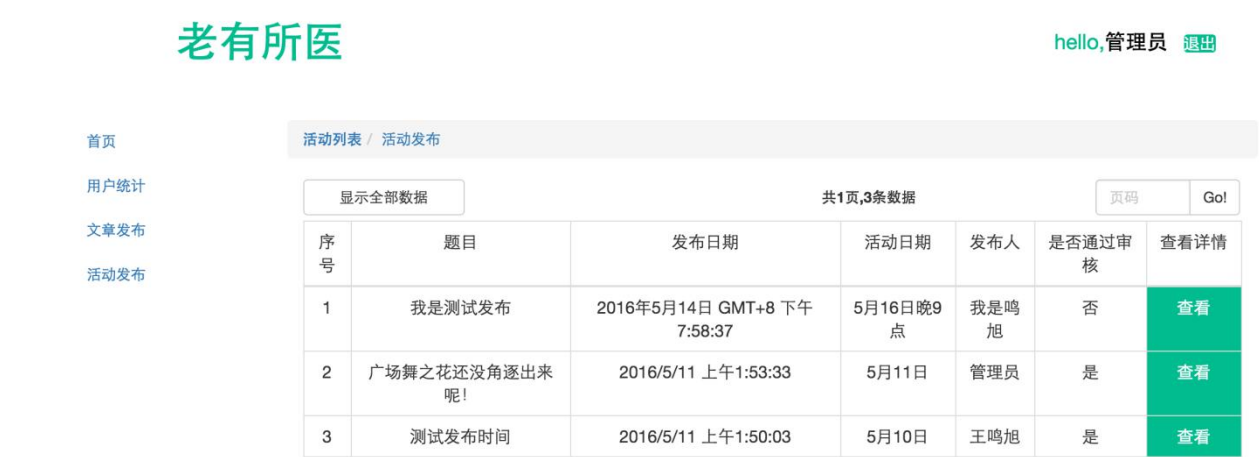 老有所医
hello,管理员 退出
首页
用户统计
文章发布
活动发布
活动列表 / 活动发布
显示全部数据 共1页,3条数据 页码 Go!
序号 题目 发布日期 活动日期 发布人 是否通过审核 查看详情
1 我是测试发布 2016年5月14日 GMT+8 下午7:58:37 5月16日晚9点 我是鸣旭 否 查看
2 广场舞之花还没角逐出来呢！ 2016/5/11 上午1:53:33 5月11日 管理员 是 查看
3 测试发布时间 2016/5/11 上午1:50:03 5月10日 王鸣旭 是 查看